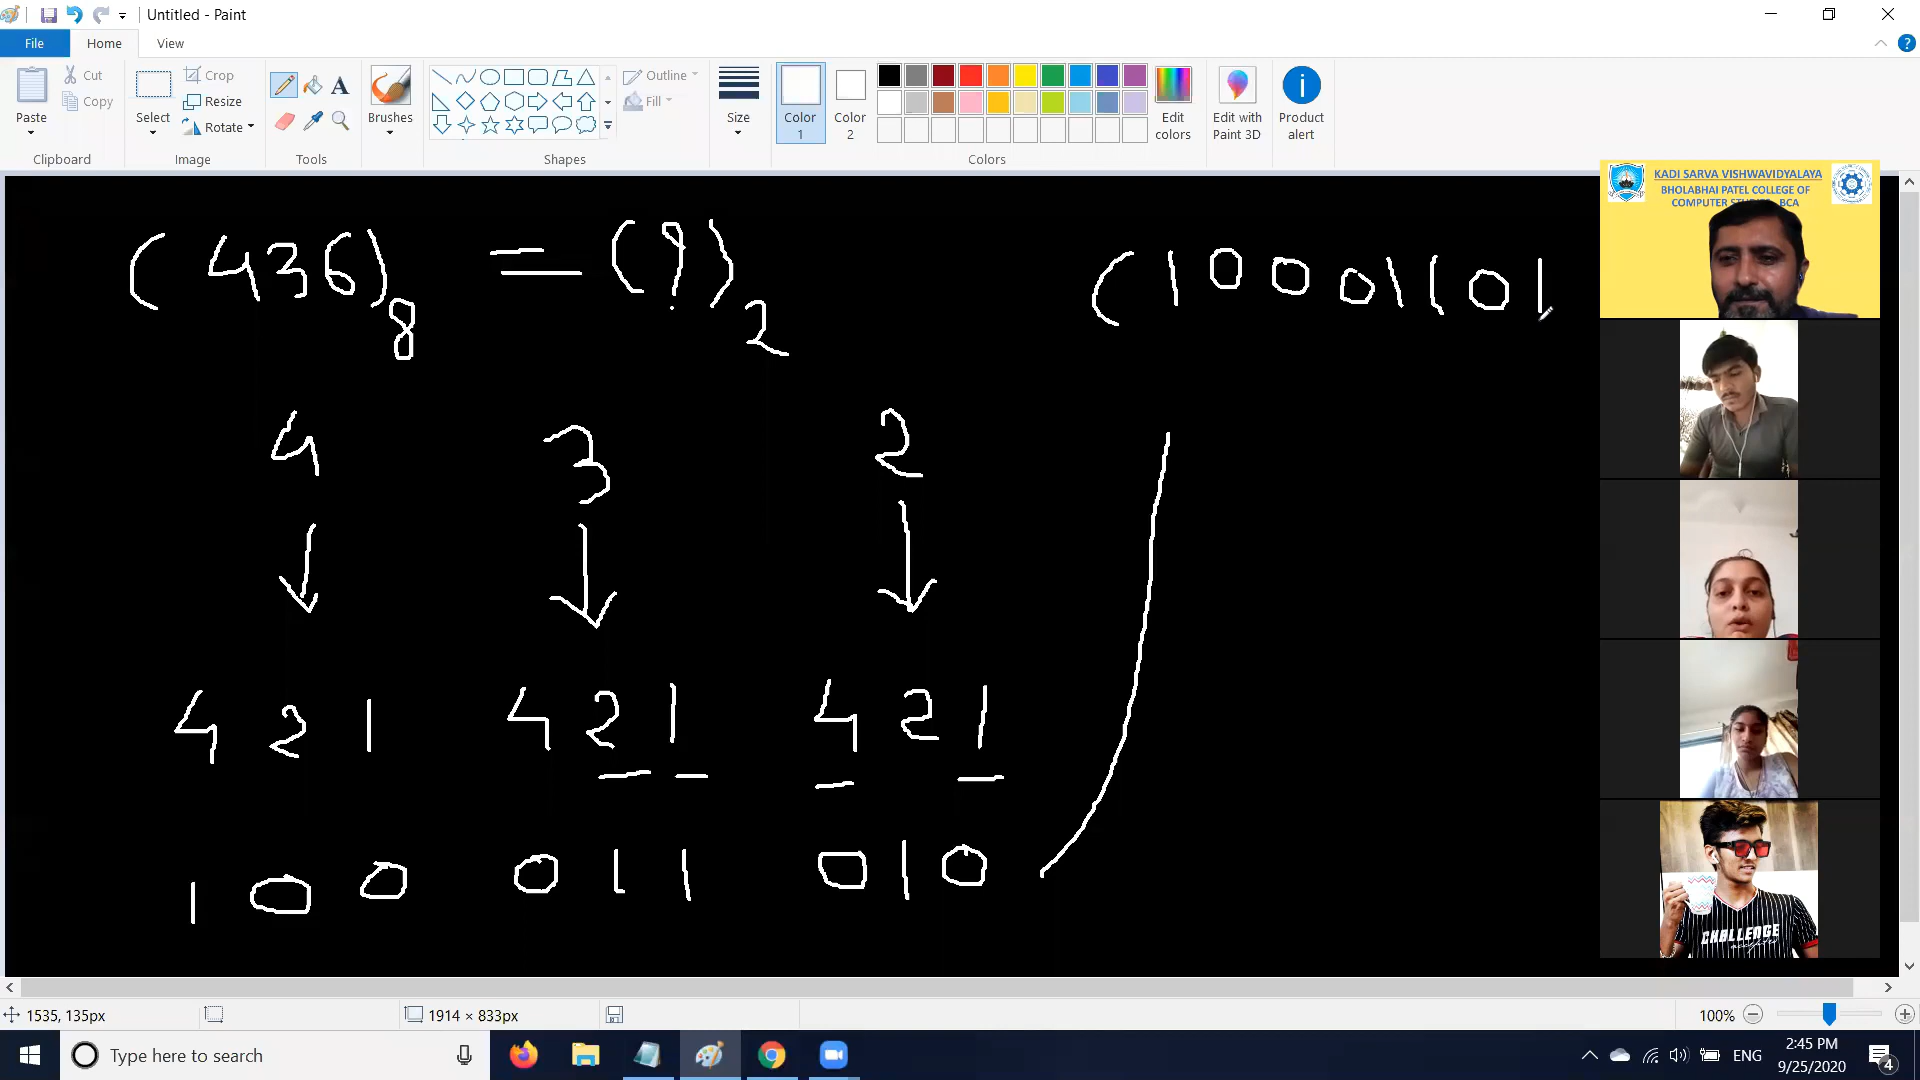 Untitled - Paint
File Home View
Paste Cut Copy Clipboard
Select Crop Resize Rotate Image
Tools
Brushes
Outline Fill Shapes
Size
Color 1 Color 2 Edit colors Colors
Edit with Paint 3D
Product alert
KADI SARVA VISHWAVIDYALAYA
BHOLABHAI PATEL COLLEGE OF
COMPUTER BCA
(436)8 = (?)2 (10001101
4 3 2
4 2 1 4 2 1 4 2 1
1 0 0 0 1 1 0 1 0
CHALLENGE
1535, 135px 1914 × 833px 100%
Type here to search
ENG 2:45 PM
9/25/2020
4